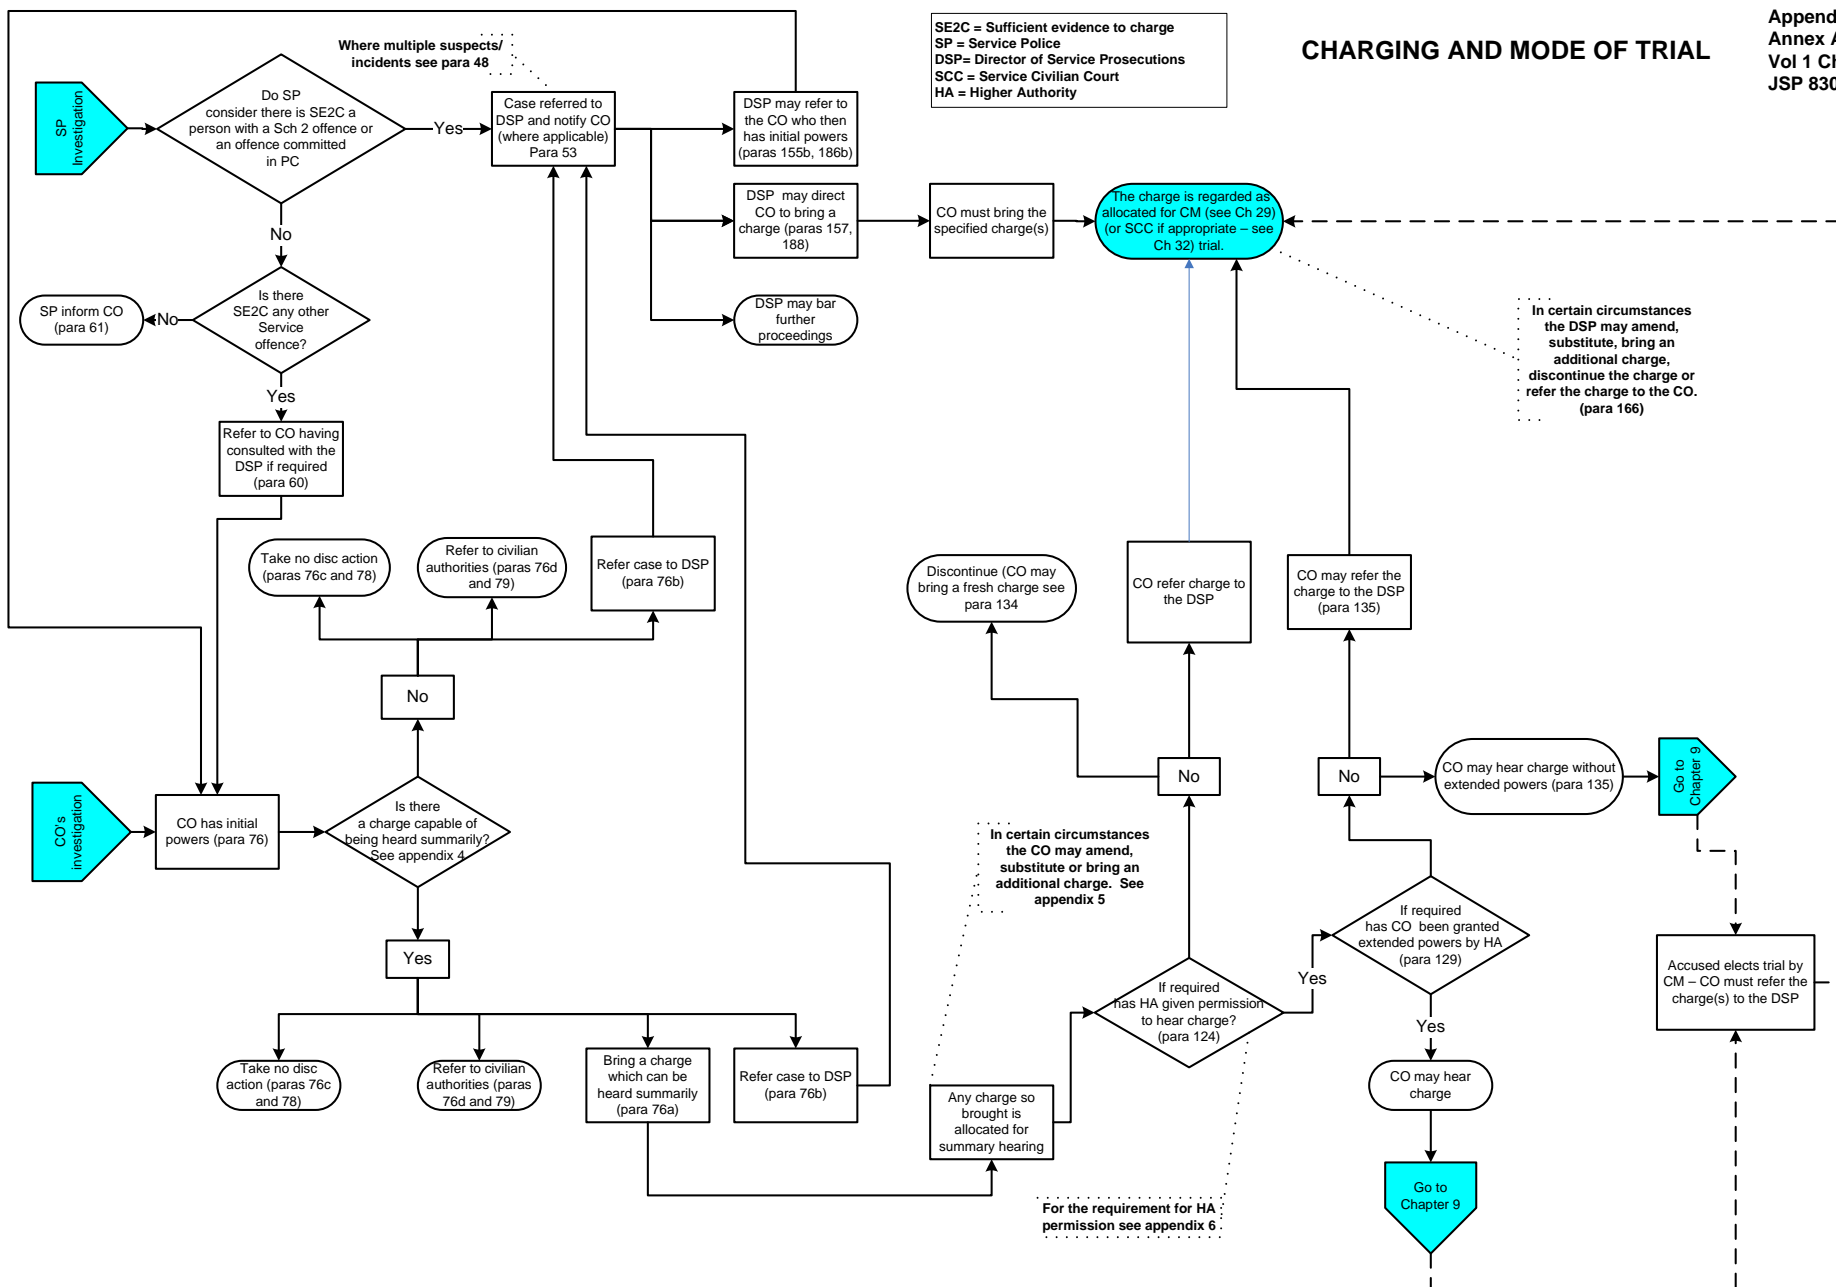 Where multiple suspects/
incidents see para 48
SE2C = Sufficient evidence to charge
SP = Service Police
DSP= Director of Service Prosecutions
SCC = Service Civilian Court
HA = Higher Authority
CHARGING AND MODE OF TRIAL
Append
Annex A
Vol 1 Ch
JSP 830
SP
Investigation
Do SP
consider there is SE2C a
person with a Sch 2 offence or
an offence committed
in PC
Yes
Case referred to
DSP and notify CO
(where applicable)
Para 53
DSP may refer to
the CO who then
has initial powers
(paras 155b, 186b)
DSP may direct
CO to bring a
charge (paras 157,
188)
CO must bring the
specified charge(s)
The charge is regarded as
allocated for CM (see Ch 29)
(or SCC if appropriate – see
Ch 32) trial.
No
Is there
SE2C any other
Service
offence?
No
SP inform CO
(para 61)
DSP may bar
further
proceedings
In certain circumstances
the DSP may amend,
substitute, bring an
additional charge,
discontinue the charge or
refer the charge to the CO.
(para 166)
Yes
Refer to CO having
consulted with the
DSP if required
(para 60)
Take no disc action
(paras 76c and 78)
Refer to civilian
authorities (paras 76d
and 79)
Refer case to DSP
(para 76b)
Discontinue (CO may
bring a fresh charge see
para 134
CO refer charge to
the DSP
CO may refer the
charge to the DSP
(para 135)
No
No
No
CO may hear charge without
extended powers (para 135)
Go to
Chapter 9
CO's
investigation
CO has initial
powers (para 76)
Is there
a charge capable of
being heard summarily?
See appendix 4
In certain circumstances
the CO may amend,
substitute or bring an
additional charge.  See
appendix 5
If required
has CO  been granted
extended powers by HA
(para 129)
Yes
Accused elects trial by
CM – CO must refer the
charge(s) to the DSP
If required
has HA given permission
to hear charge?
(para 124)
Yes
Yes
Take no disc
action (paras 76c
and 78)
Refer to civilian
authorities (paras
76d and 79)
Bring a charge
which can be
heard summarily
(para 76a)
Refer case to DSP
(para 76b)
Any charge so
brought is
allocated for
summary hearing
CO may hear
charge
For the requirement for HA
permission see appendix 6
Go to
Chapter 9